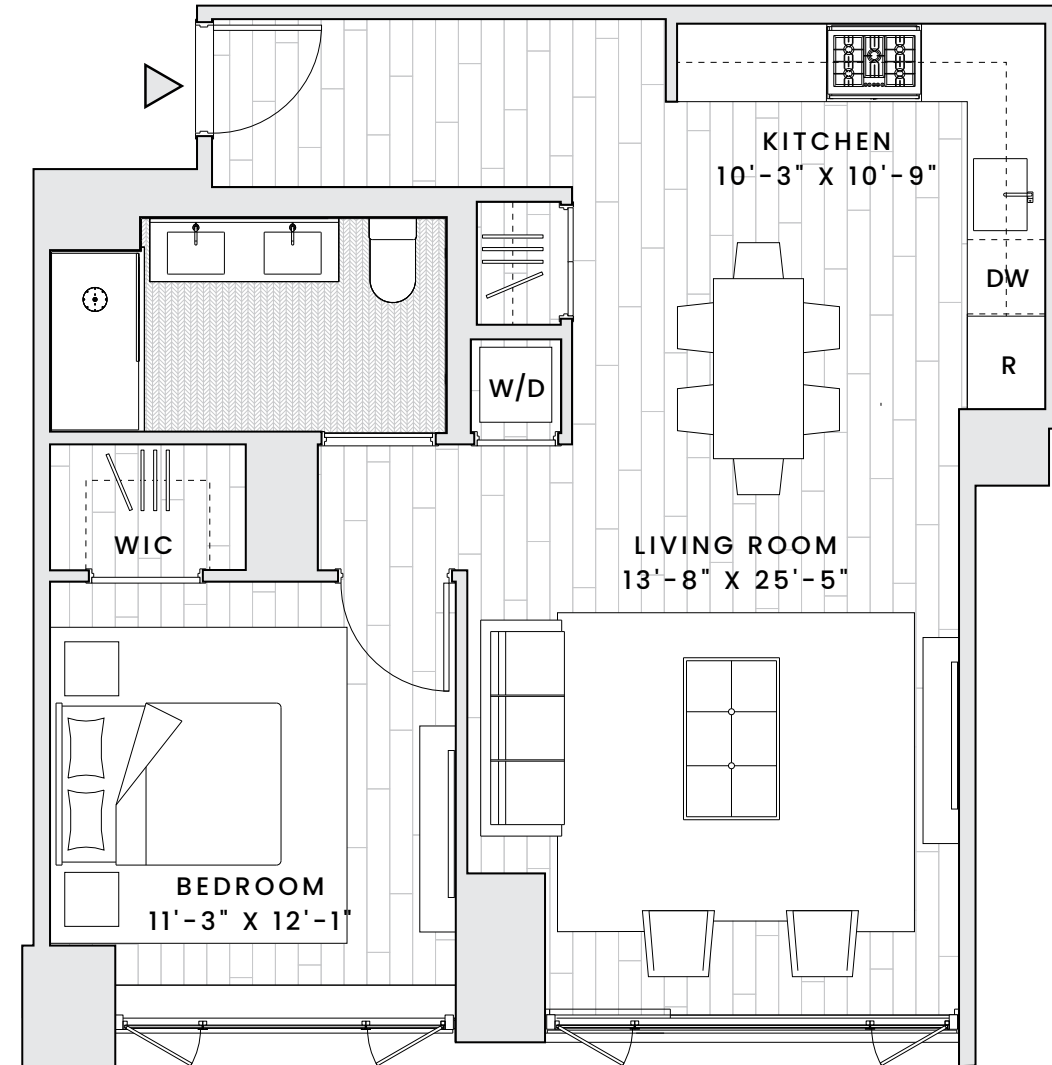 KITCHEN
10'-3" X 10'-9"
DW
R
W/D
WIC
LIVING ROOM
13'-8" X 25'-5"
BEDROOM
11'-3" X 12'-1"